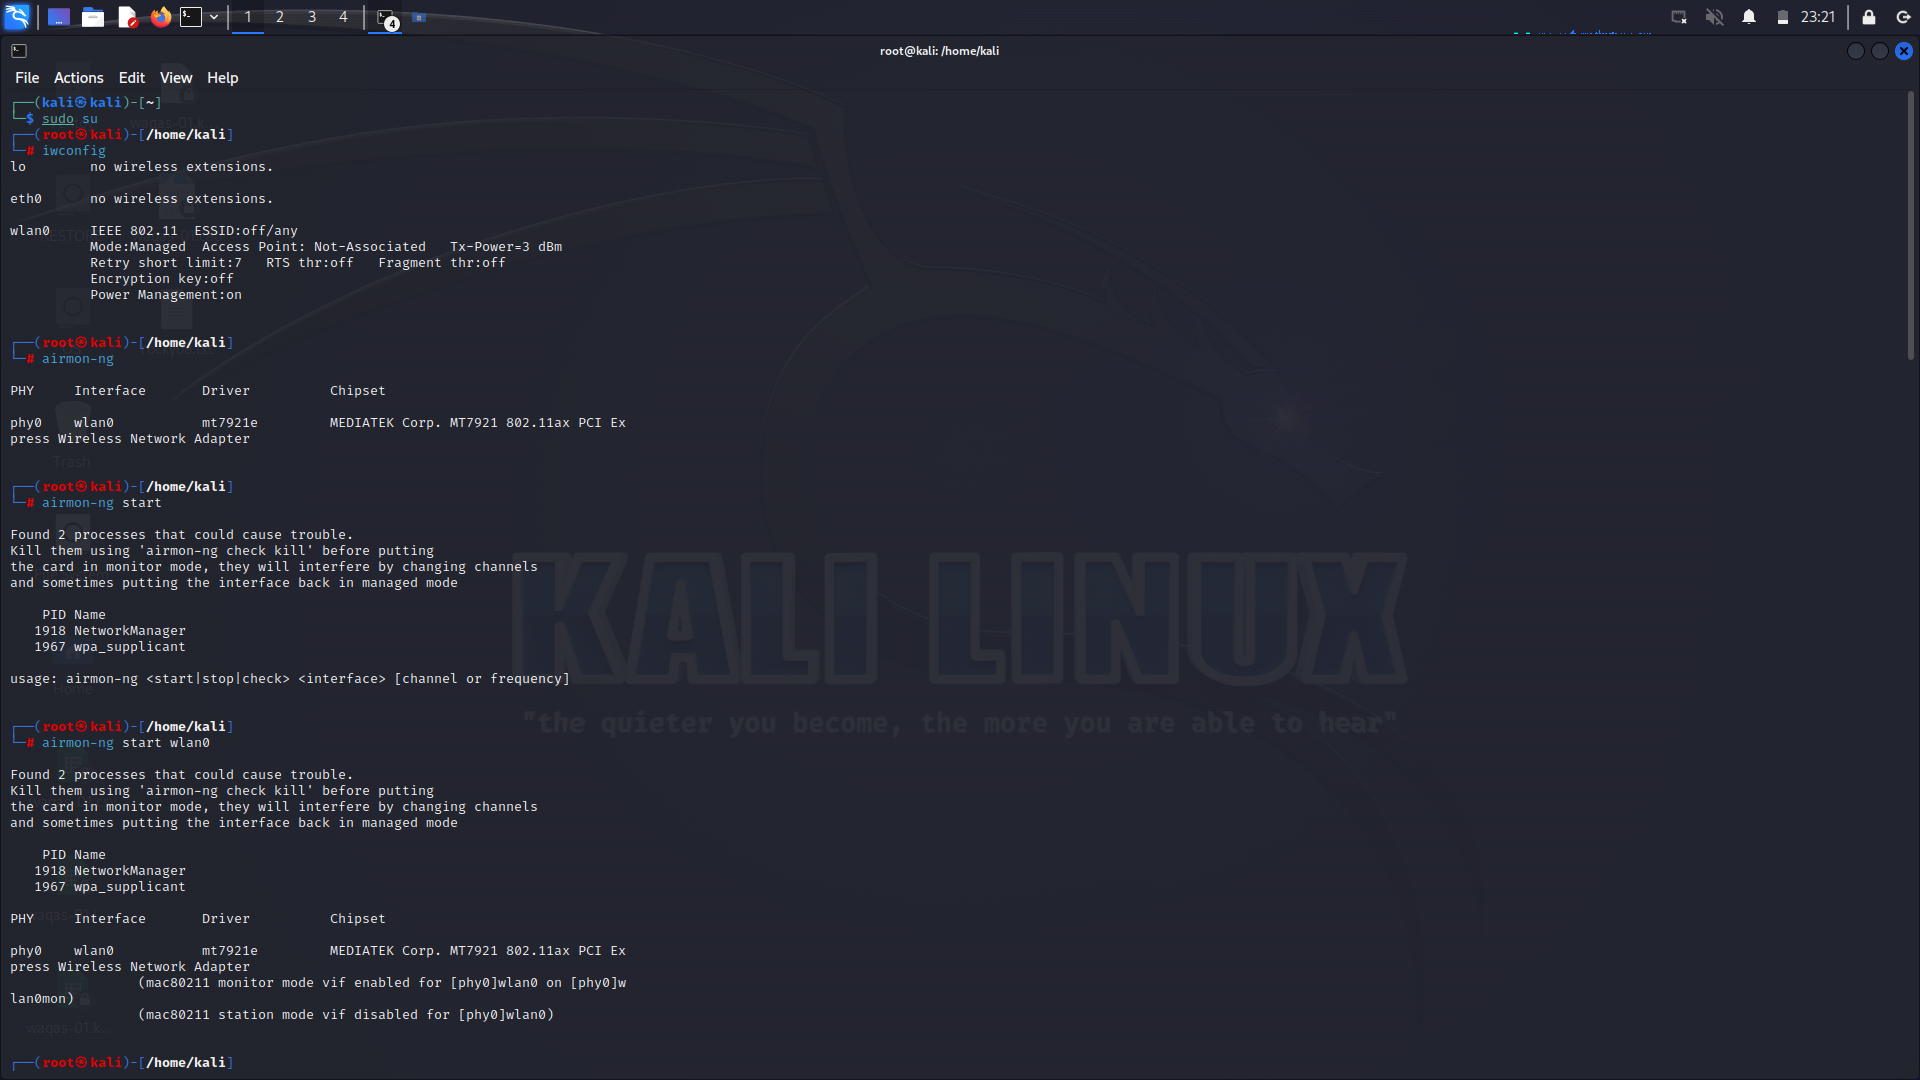 1 2 3 4 4 23:21
root@kali: /home/kali
File Actions Edit View Help
┌──(kali㉿kali)-[~]
└─$ sudo su
┌──(root㉿kali)-[/home/kali]
└─# iwconfig
lo        no wireless extensions.
eth0      no wireless extensions.
wlan0     IEEE 802.11  ESSID:off/any
          Mode:Managed  Access Point: Not-Associated   Tx-Power=3 dBm
          Retry short limit:7   RTS thr:off   Fragment thr:off
          Encryption key:off
          Power Management:on
┌──(root㉿kali)-[/home/kali]
└─# airmon-ng
PHY     Interface       Driver          Chipset
phy0    wlan0           mt7921e         MEDIATEK Corp. MT7921 802.11ax PCI Ex
press Wireless Network Adapter
Trash
┌──(root㉿kali)-[/home/kali]
└─# airmon-ng start
Found 2 processes that could cause trouble.
Kill them using 'airmon-ng check kill' before putting
the card in monitor mode, they will interfere by changing channels
and sometimes putting the interface back in managed mode
    PID Name
   1918 NetworkManager
   1967 wpa_supplicant
KALI LINUX
usage: airmon-ng <start|stop|check> <interface> [channel or frequency]
Home
"the quieter you become, the more you are able to hear"
┌──(root㉿kali)-[/home/kali]
└─# airmon-ng start wlan0
Found 2 processes that could cause trouble.
Kill them using 'airmon-ng check kill' before putting
the card in monitor mode, they will interfere by changing channels
and sometimes putting the interface back in managed mode
    PID Name
   1918 NetworkManager
   1967 wpa_supplicant
PHY     Interface       Driver          Chipset
phy0    wlan0           mt7921e         MEDIATEK Corp. MT7921 802.11ax PCI Ex
press Wireless Network Adapter
                (mac80211 monitor mode vif enabled for [phy0]wlan0 on [phy0]w
lan0mon)
                (mac80211 station mode vif disabled for [phy0]wlan0)
waqas-01.k...
┌──(root㉿kali)-[/home/kali]